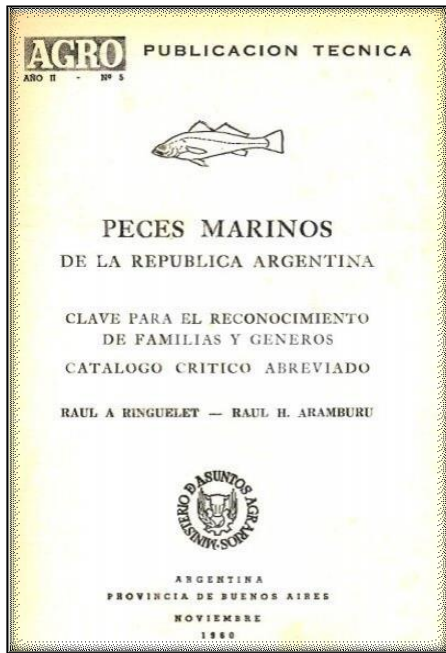 AGRO PUBLICACION TECNICA
AÑO II - Nº 5
PECES MARINOS
DE LA REPUBLICA ARGENTINA
CLAVE PARA EL RECONOCIMIENTO
DE FAMILIAS Y GENEROS
CATALOGO CRITICO ABREVIADO
RAUL A RINGUELET — RAUL H. ARAMBURU
MINISTERIO D ASUNTOS AGRARIOS
ARGENTINA
PROVINCIA DE BUENOS AIRES
NOVIEMBRE
1960